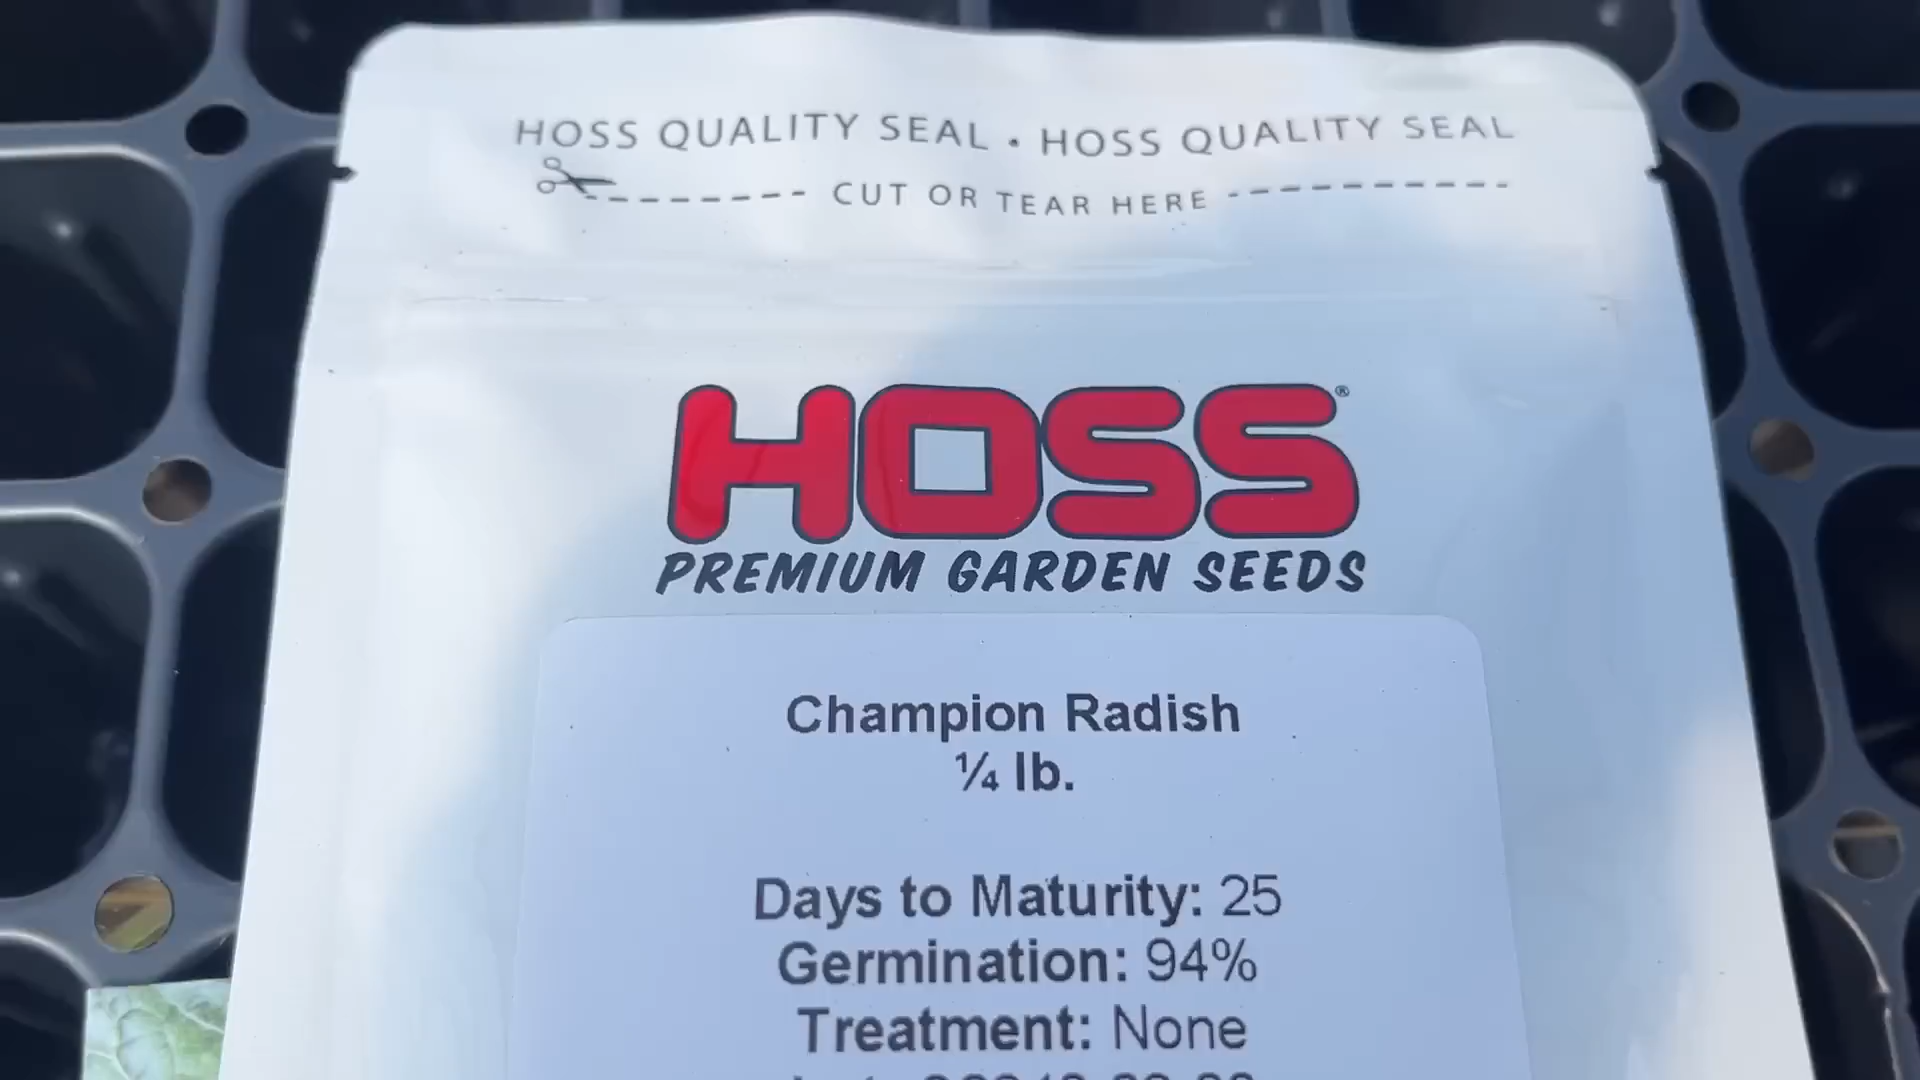 HOSS QUALITY SEAL • HOSS QUALITY SEAL
CUT OR TEAR HERE
HOSS®
PREMIUM GARDEN SEEDS
Champion Radish
¼ lb.
Days to Maturity: 25
Germination: 94%
Treatment: None